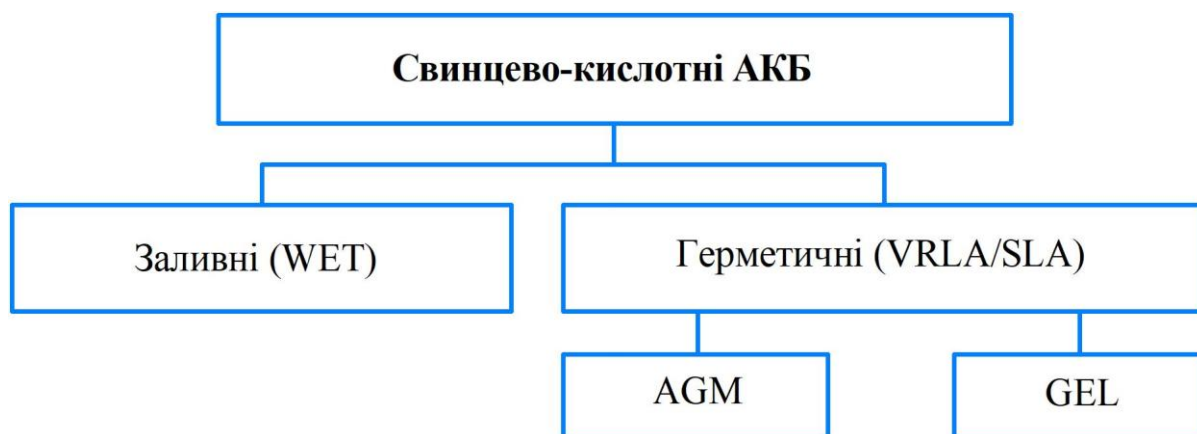 Свинцево-кислотні АКБ
Заливні (WET)
Герметичні (VRLA/SLA)
AGM
GEL